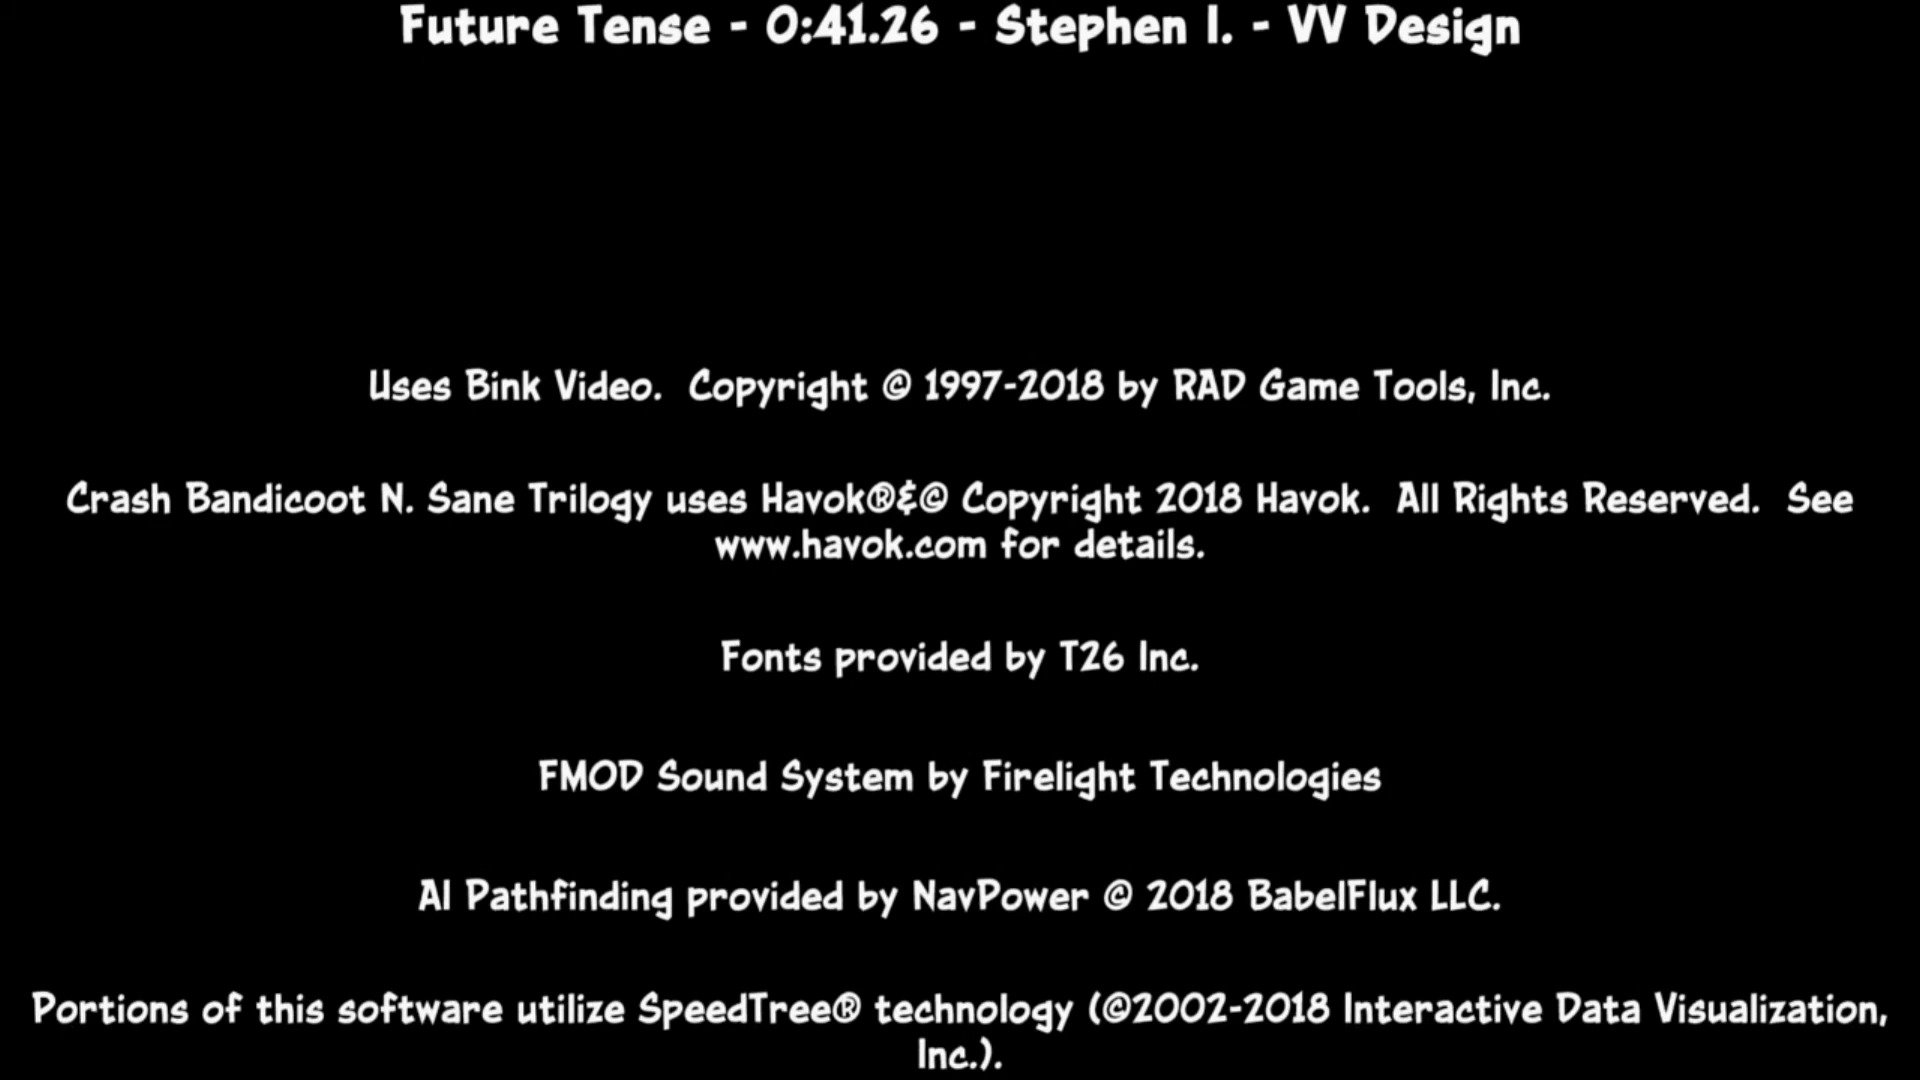 Future Tense - 0:41.26 - Stephen I. - VV Design
Uses Bink Video.  Copyright © 1997-2018 by RAD Game Tools, Inc.
Crash Bandicoot N. Sane Trilogy uses Havok®&© Copyright 2018 Havok.  All Rights Reserved.  See
www.havok.com for details.
Fonts provided by T26 Inc.
FMOD Sound System by Firelight Technologies
AI Pathfinding provided by NavPower © 2018 BabelFlux LLC.
Portions of this software utilize SpeedTree® technology (©2002-2018 Interactive Data Visualization,
Inc.).